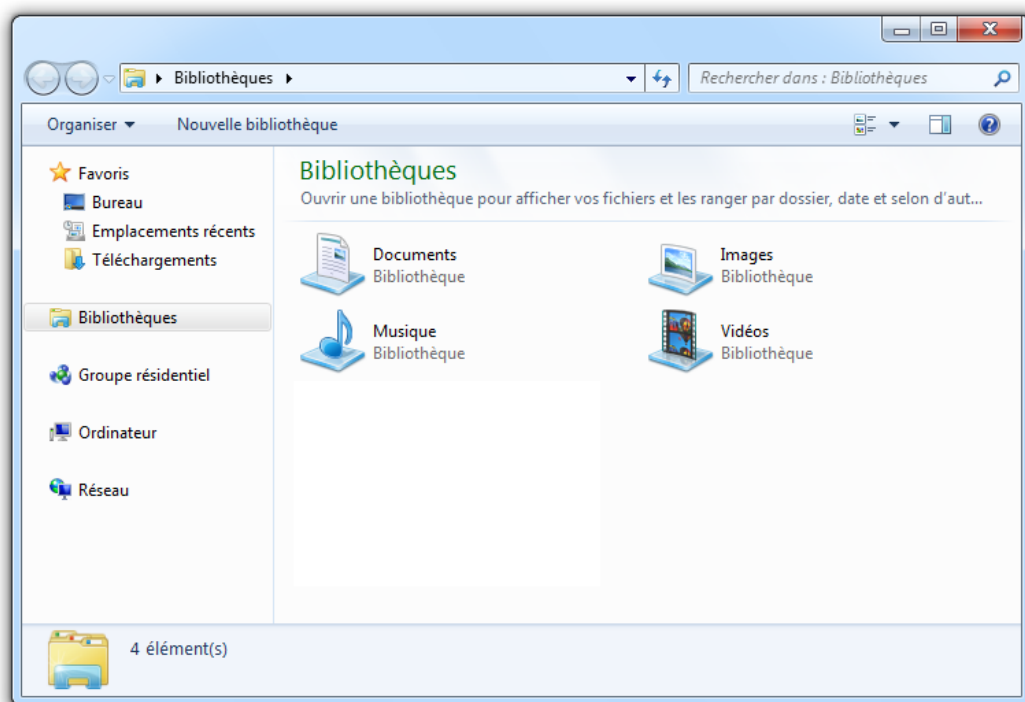 Bibliothèques
Rechercher dans : Bibliothèques
Organiser
Nouvelle bibliothèque
Favoris
Bureau
Emplacements récents
Téléchargements
Bibliothèques
Groupe résidentiel
Ordinateur
Réseau
Bibliothèques
Ouvrir une bibliothèque pour afficher vos fichiers et les ranger par dossier, date et selon d'aut...
Documents
Bibliothèque
Images
Bibliothèque
Musique
Bibliothèque
Vidéos
Bibliothèque
4 élément(s)